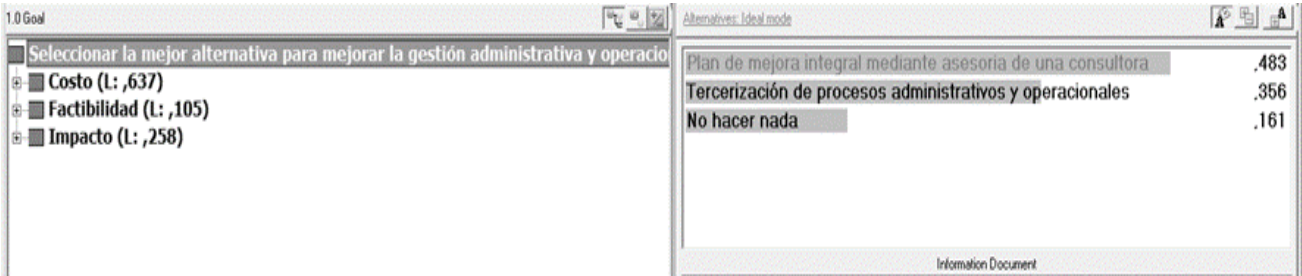 1.0 Goal
Seleccionar la mejor alternativa para mejorar la gestión administrativa y operacio
Costo (L: ,637)
Factibilidad (L: ,105)
Impacto (L: ,258)
Alternatives: Ideal mode
Plan de mejora integral mediante asesoria de una consultora ,483
Tercerización de procesos administrativos y operacionales ,356
No hacer nada ,161
Information Document